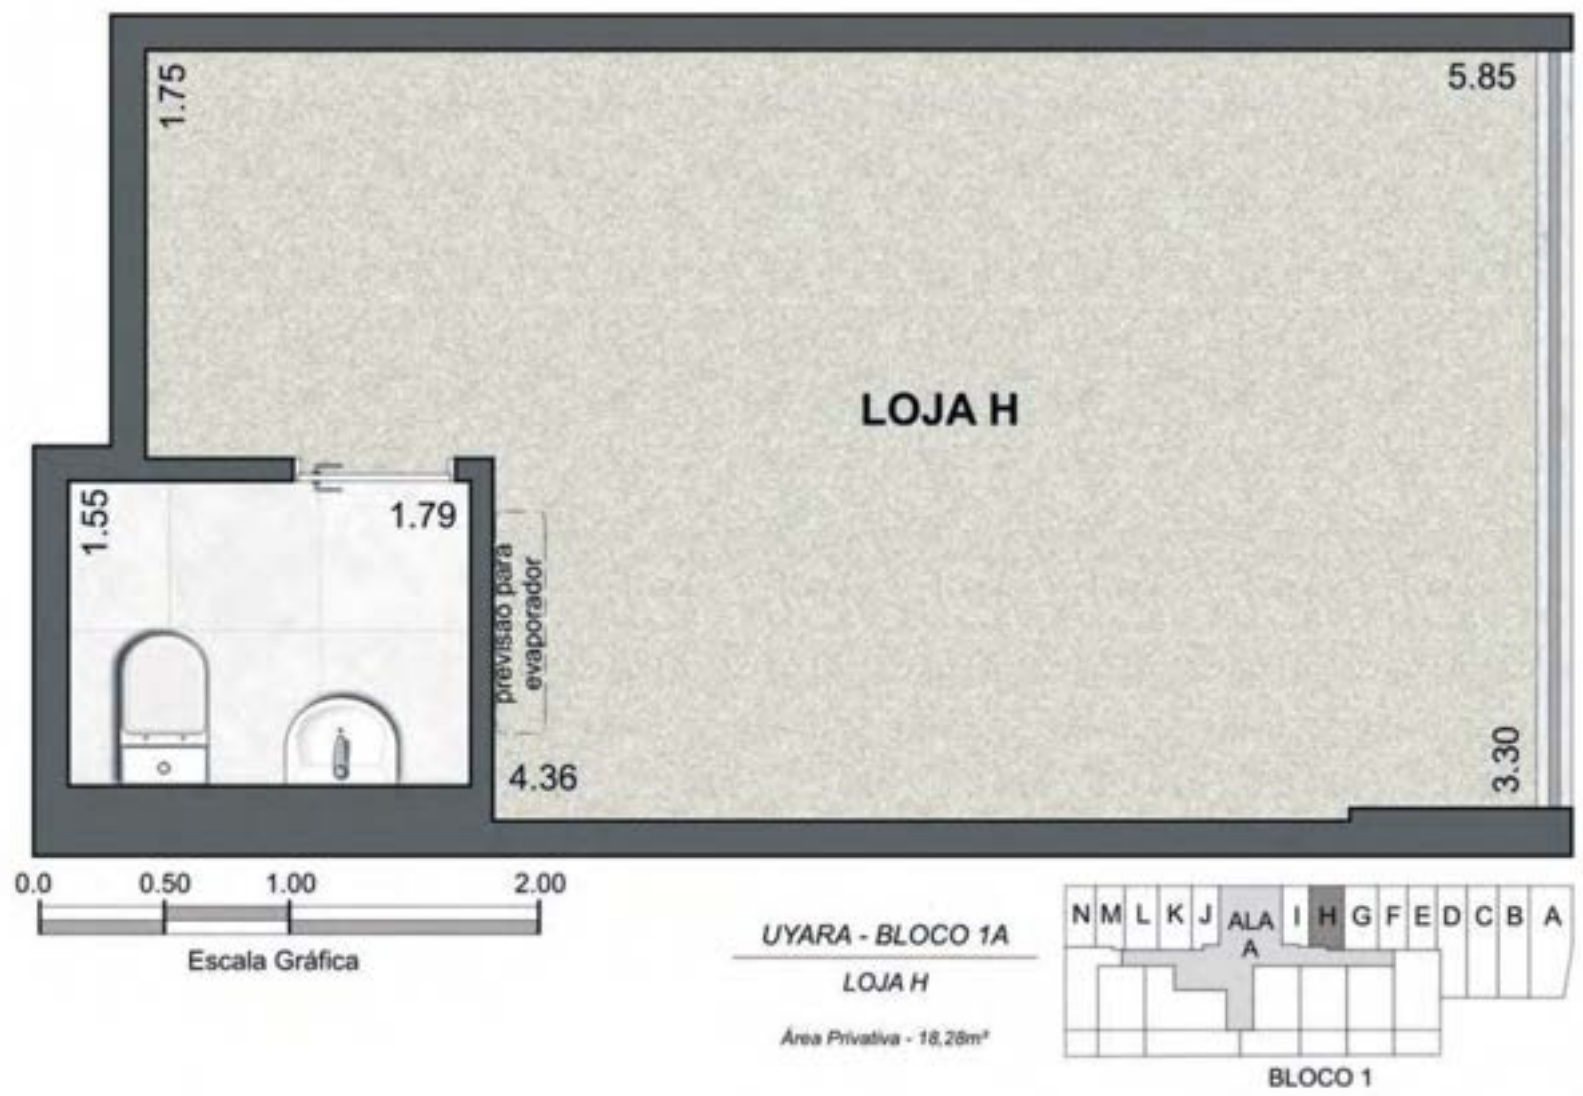 1.75
5.85
LOJA H
1.55
1.79
previsão para
evaporador
4.36
3.30
0.0 0.50 1.00 2.00
Escala Gráfica
UYARA - BLOCO 1A
LOJA H
Área Privativa - 18,28m²
N M L K J ALA A I H G F E D C B A
BLOCO 1